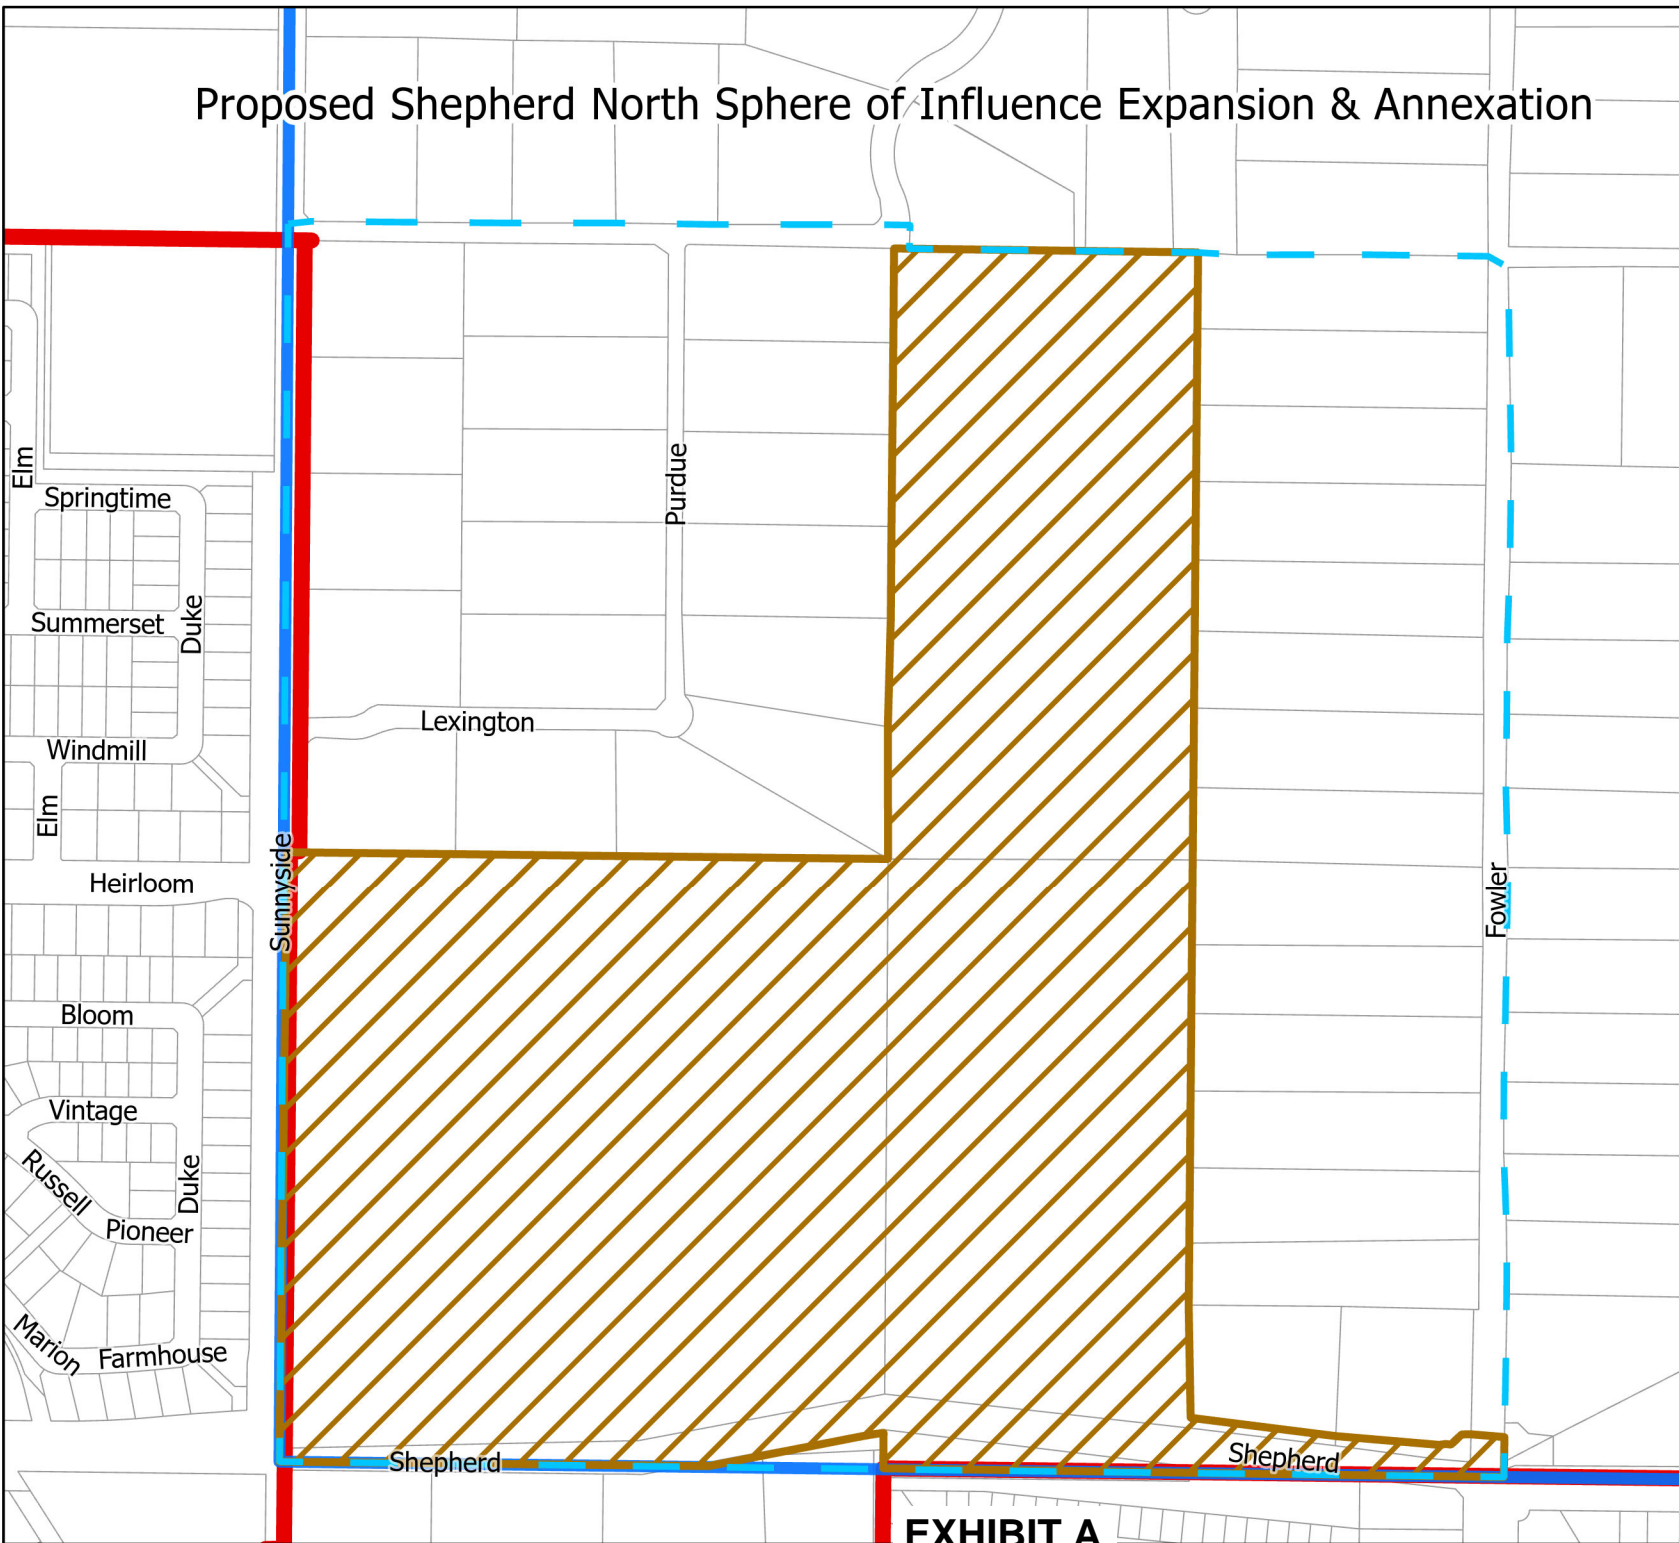 Proposed Shepherd North Sphere of Influence Expansion & Annexation
Elm
Springtime
Purdue
Duke
Summerset
Lexington
Windmill
Elm
Sunnyside
Heirloom
Fowler
Bloom
Vintage
Duke
Russell
Pioneer
Marion
Farmhouse
Shepherd
Shepherd
EXHIBIT A